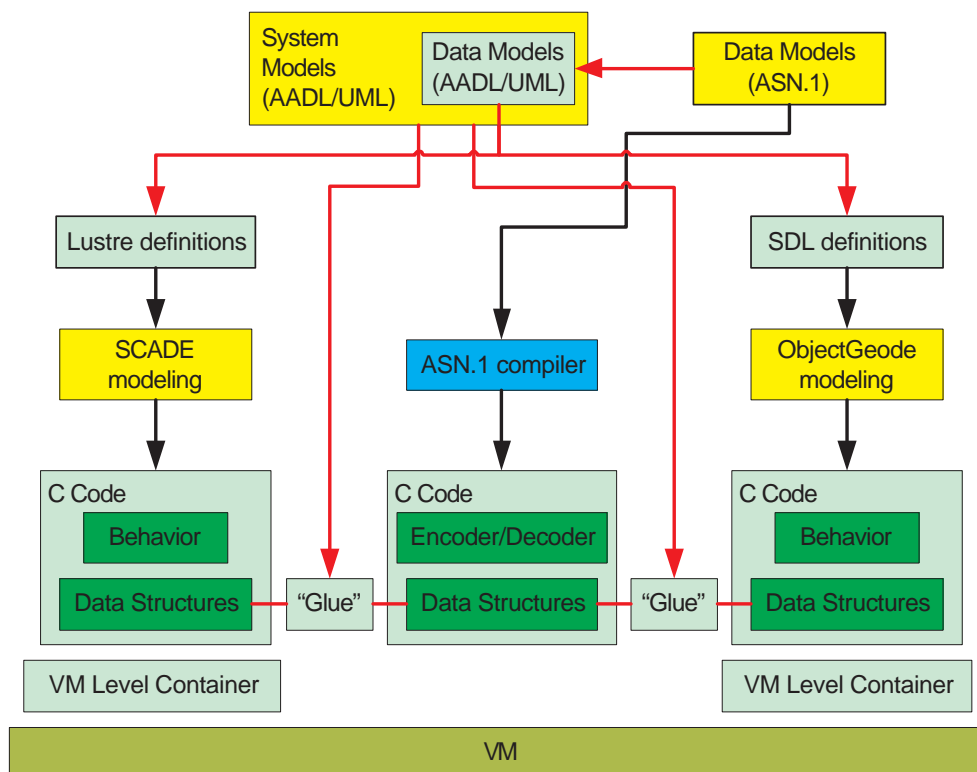 System
Models
(AADL/UML)
Data Models
(AADL/UML)
Data Models
(ASN.1)
Lustre definitions
SDL definitions
SCADE
modeling
ASN.1 compiler
ObjectGeode
modeling
C Code
Behavior
Data Structures
“Glue”
C Code
Encoder/Decoder
Data Structures
“Glue”
C Code
Behavior
Data Structures
VM Level Container
VM Level Container
VM